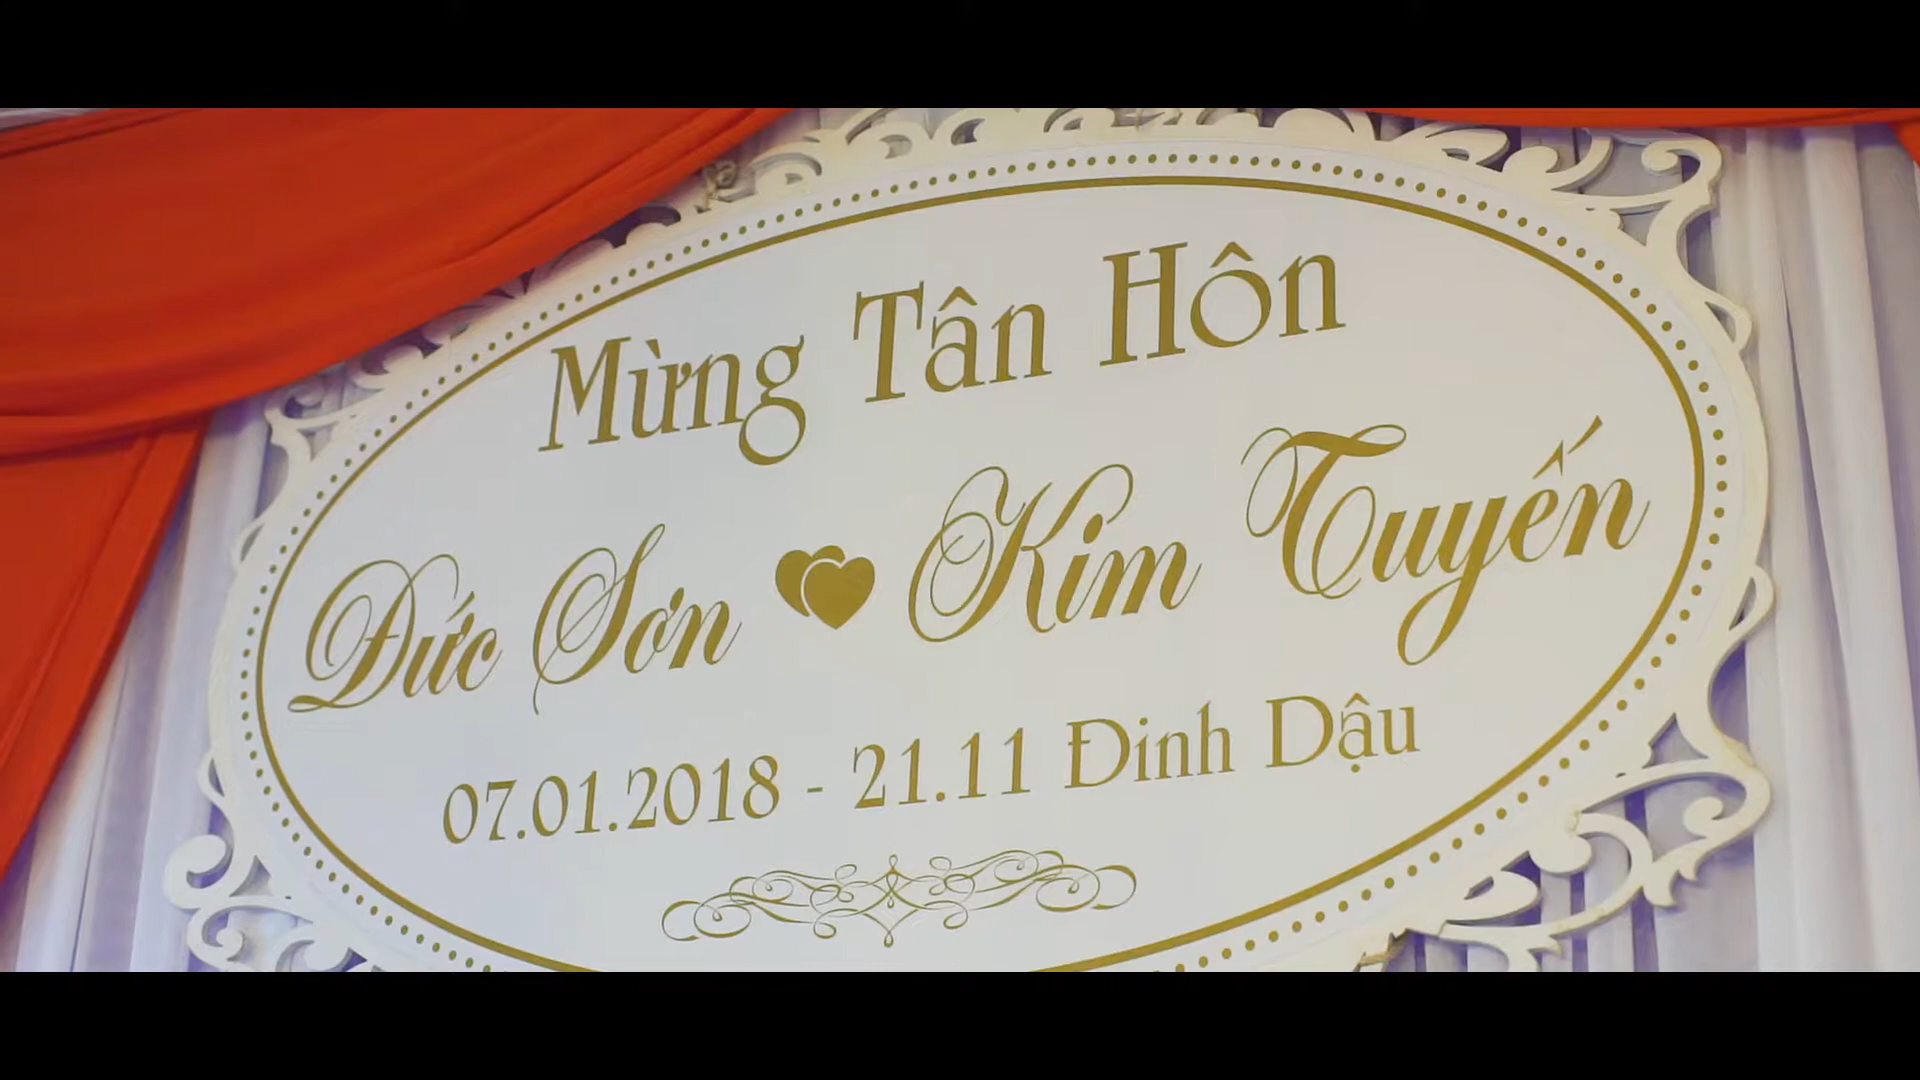 Mừng Tân Hôn
Đức Sơn Kim Tuyến
07.01.2018 - 21.11 Đinh Dậu